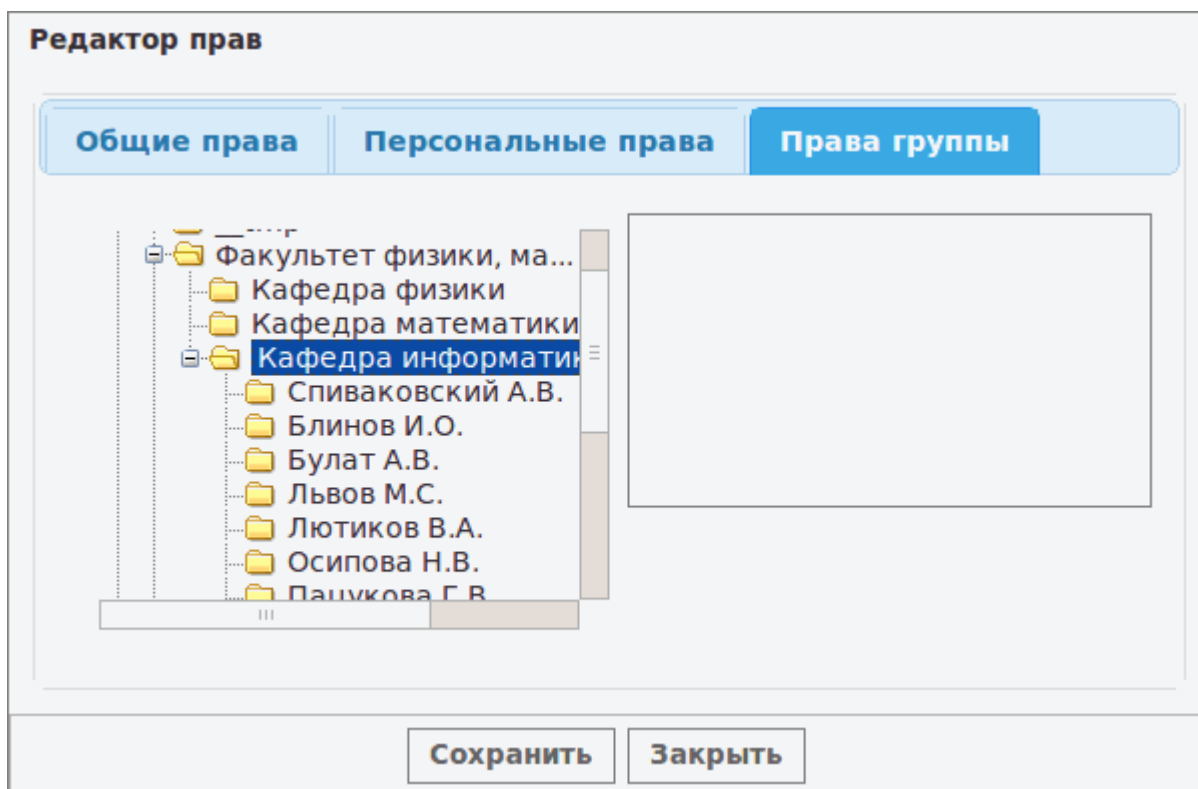 Редактор прав
Общие права Персональные права Права группы
Факультет физики, ма...
Кафедра физики
Кафедра математики
Кафедра информатик
Спиваковский А.В.
Блинов И.О.
Булат А.В.
Львов М.С.
Лютиков В.А.
Осипова Н.В.
Пацукова Г.В.
Сохранить Закрыть